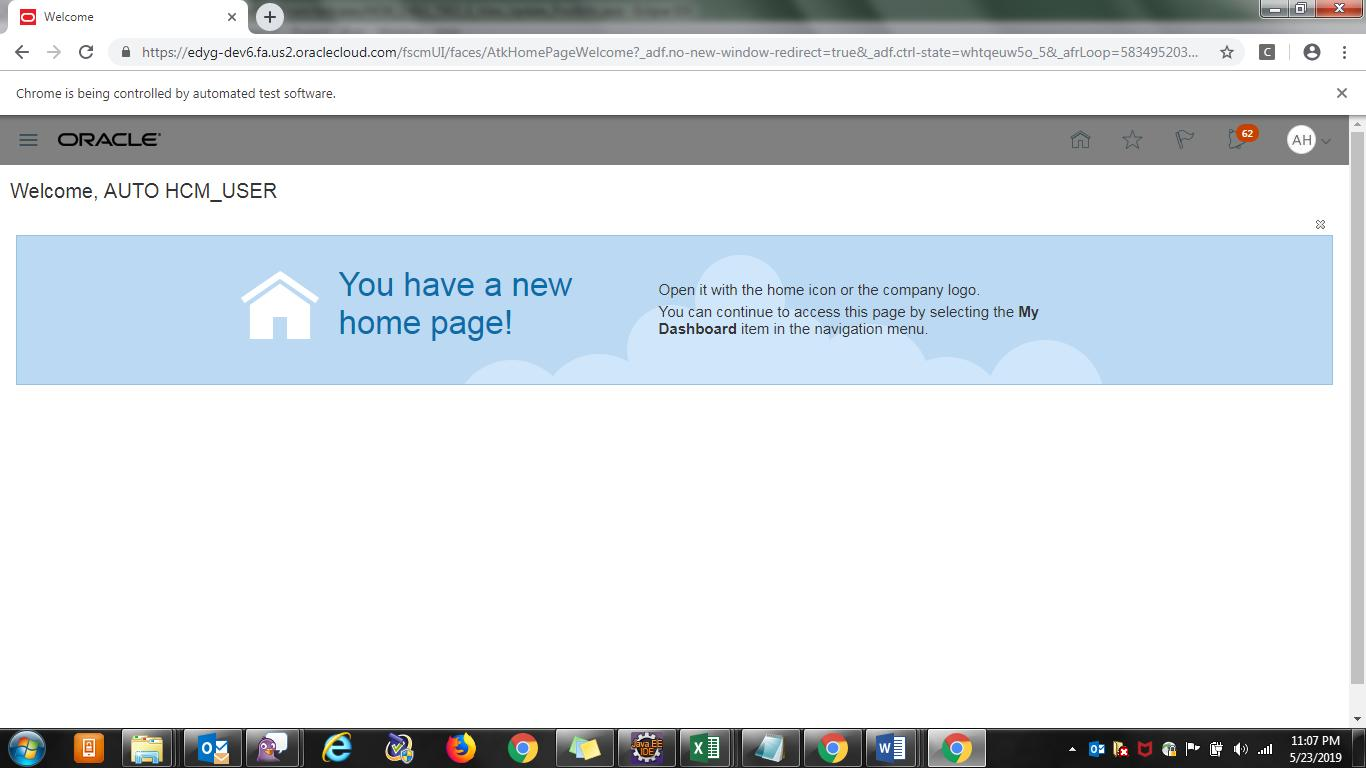 Welcome
https://edyg-dev6.fa.us2.oraclecloud.com/fscmUI/faces/AtkHomePageWelcome?_adf.no-new-window-redirect=true&_adf.ctrl-state=whtqeuw5o_5&_afrLoop=583495203...
C
Chrome is being controlled by automated test software.
ORACLE
62
AH
Welcome, AUTO HCM_USER
You have a new
home page!
Open it with the home icon or the company logo.
You can continue to access this page by selecting the My
Dashboard item in the navigation menu.
Java EE
IDE
11:07 PM
5/23/2019